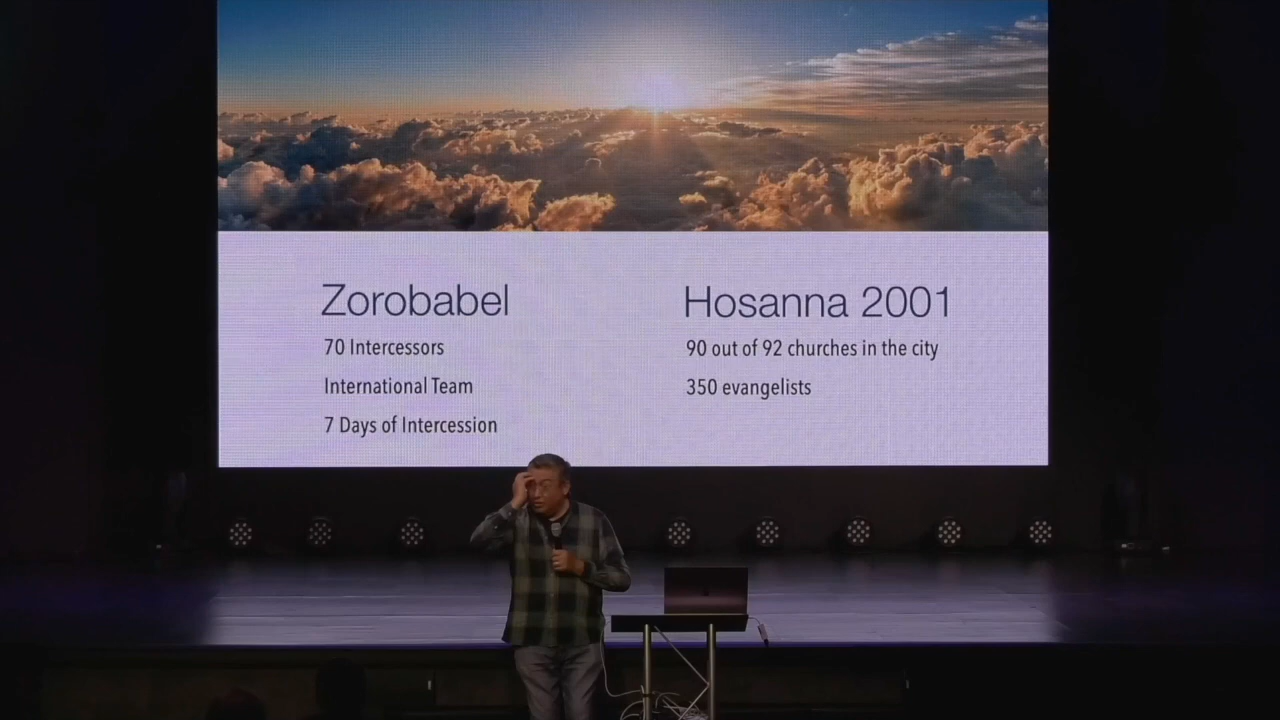 Zorobabel
70 Intercessors
International Team
7 Days of Intercession
Hosanna 2001
90 out of 92 churches in the city
350 evangelists